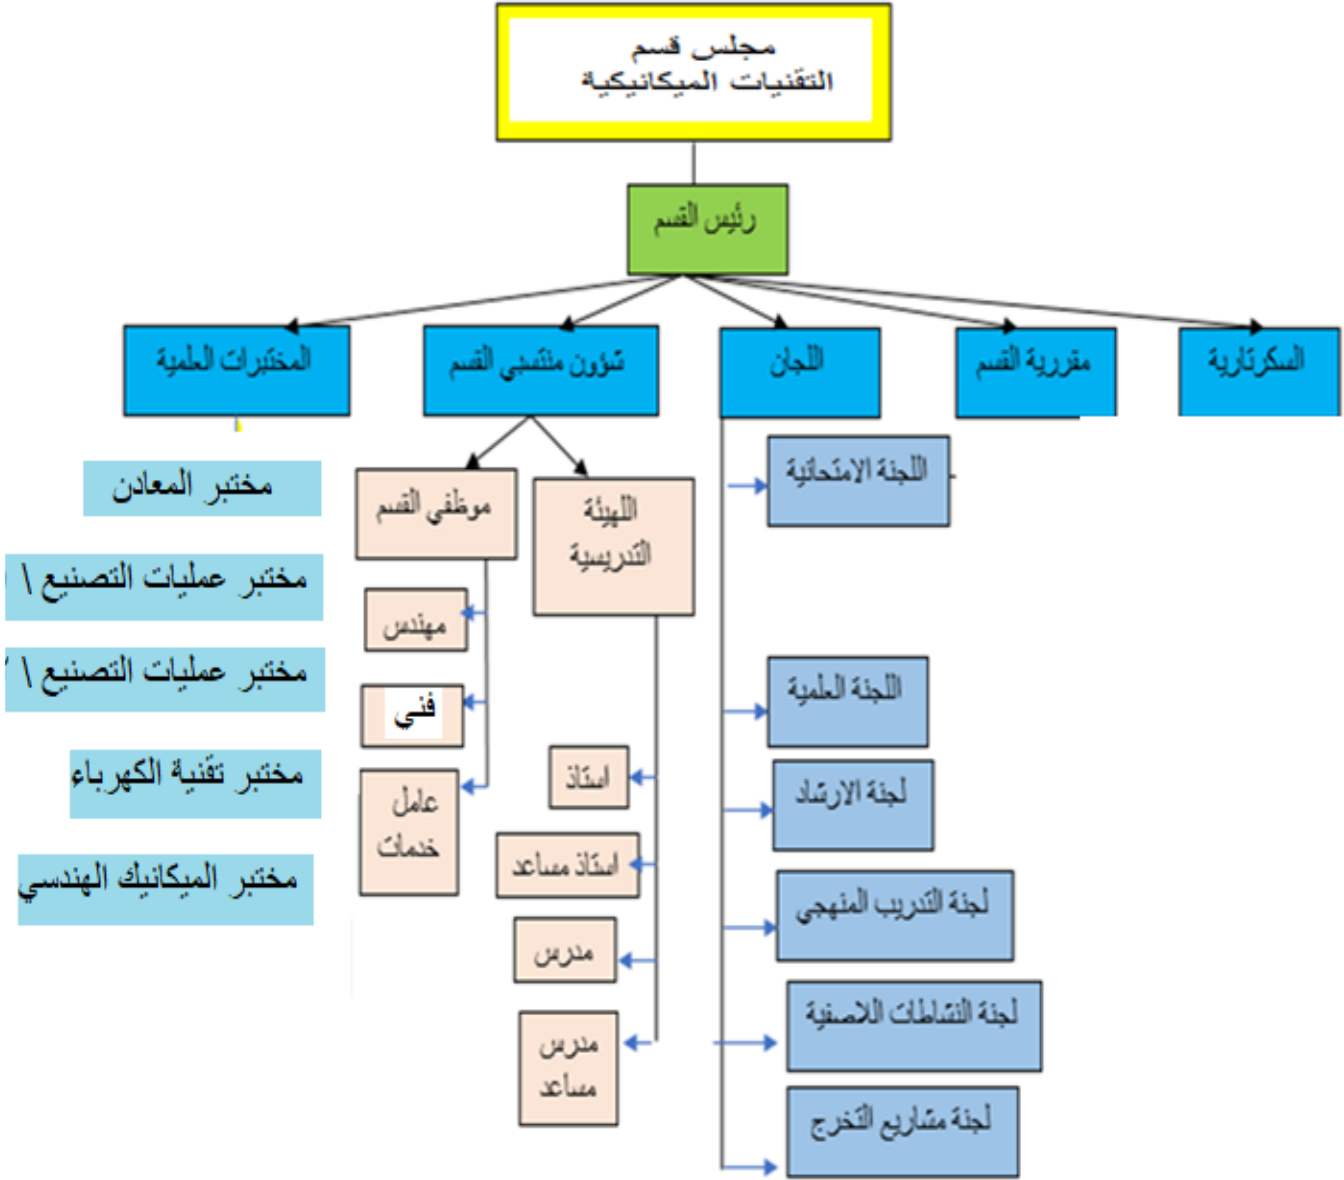 مجلس قسم
التقنيات الميكانيكية
رئيس القسم
السكرتارية
مقررية القسم
اللجان
شؤون منتسبي القسم
المختبرات العلمية
اللجنة الامتحانية
اللجنة العلمية
لجنة الارشاد
لجنة التدريب المنهجي
لجنة النشاطات اللاصفية
لجنة مشاريع التخرج
اللهيئة
التدريسية
استاذ
استاذ مساعد
مدرس
مدرس
مساعد
موظفي القسم
مهندس
فني
عامل
خدمات
مختبر المعادن
مختبر عمليات التصنيع \
مختبر عمليات التصنيع \
مختبر تقنية الكهرباء
مختبر الميكانيك الهندسي